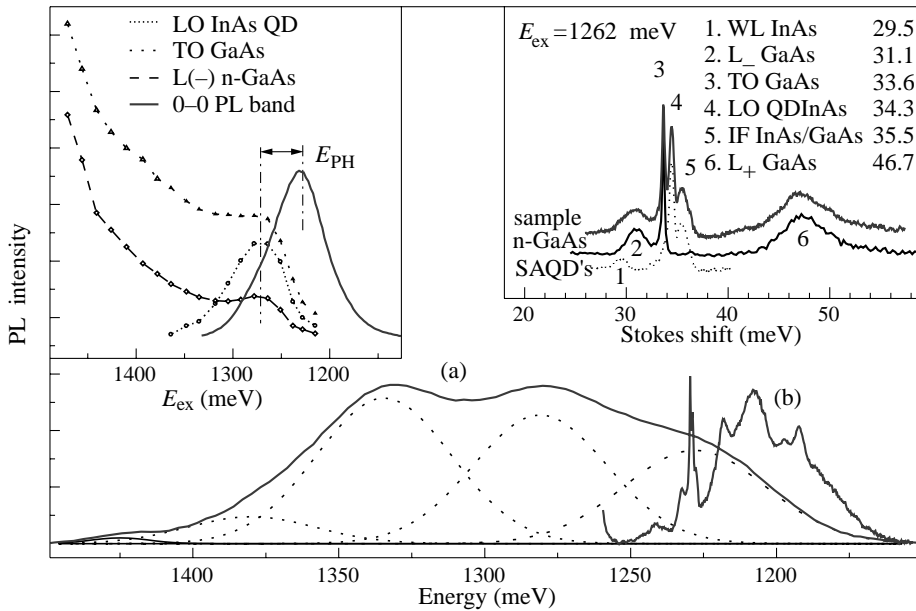 LO InAs QD
TO GaAs
L(–) n-GaAs
0–0 PL band
E_PH
1400 1300 1200
E_ex (meV)
PL intensity
E_ex = 1262 meV
1. WL InAs 29.5
2. L_– GaAs 31.1
3. TO GaAs 33.6
4. LO QDInAs 34.3
5. IF InAs/GaAs 35.5
6. L_+ GaAs 46.7
3
4
5
sample
n-GaAs
SAQD's
2
1
6
20 30 40 50
Stokes shift (meV)
(a)
(b)
1400 1350 1300 1250 1200
Energy (meV)